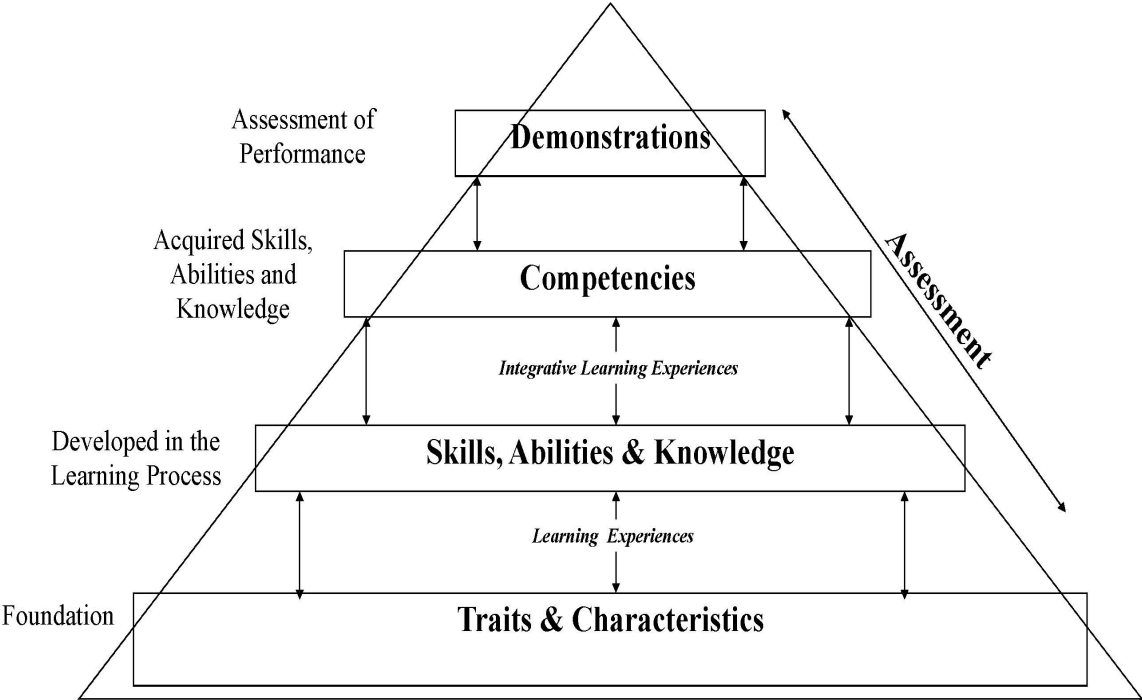 Assessment of
Performance
Demonstrations
Acquired Skills,
Abilities and
Knowledge
Competencies
Assessment
Integrative Learning Experiences
Developed in the
Learning Process
Skills, Abilities & Knowledge
Learning Experiences
Foundation
Traits & Characteristics